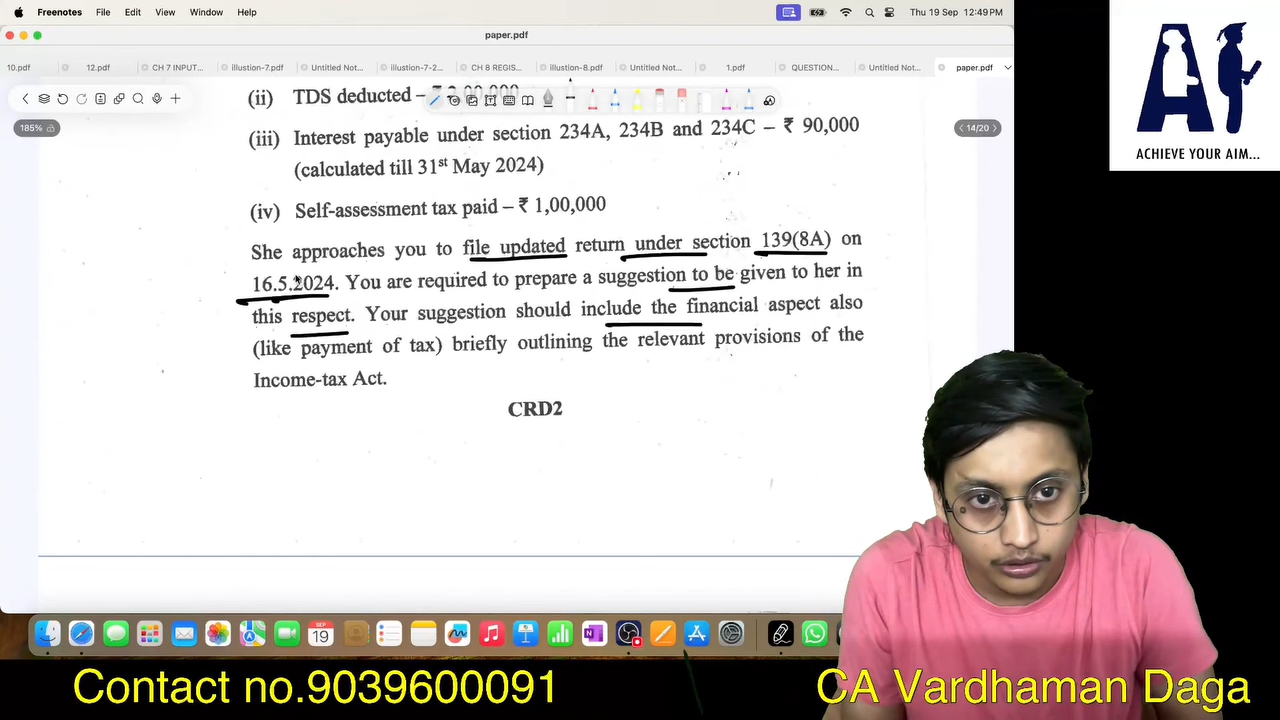 Freenotes File Edit View Window Help Thu 19 Sep 12:49 PM
paper.pdf
10.pdf 12.pdf CH 7 INPUT... illustion-7.pdf Untitled Not... illustion-7-2... CH 8 REGIS... illustion-8.pdf Untitled Not... 1.pdf QUESTION... Untitled Not... paper.pdf
(ii) TDS deducted –
185% 14/20
(iii) Interest payable under section 234A, 234B and 234C – ₹ 90,000
(calculated till 31st May 2024)
(iv) Self-assessment tax paid – ₹ 1,00,000
She approaches you to file updated return under section 139(8A) on
16.5.2024. You are required to prepare a suggestion to be given to her in
this respect. Your suggestion should include the financial aspect also
(like payment of tax) briefly outlining the relevant provisions of the
Income-tax Act.
CRD2
SEP
19
AI
ACHIEVE YOUR AIM...
Contact no.9039600091
CA Vardhaman Daga